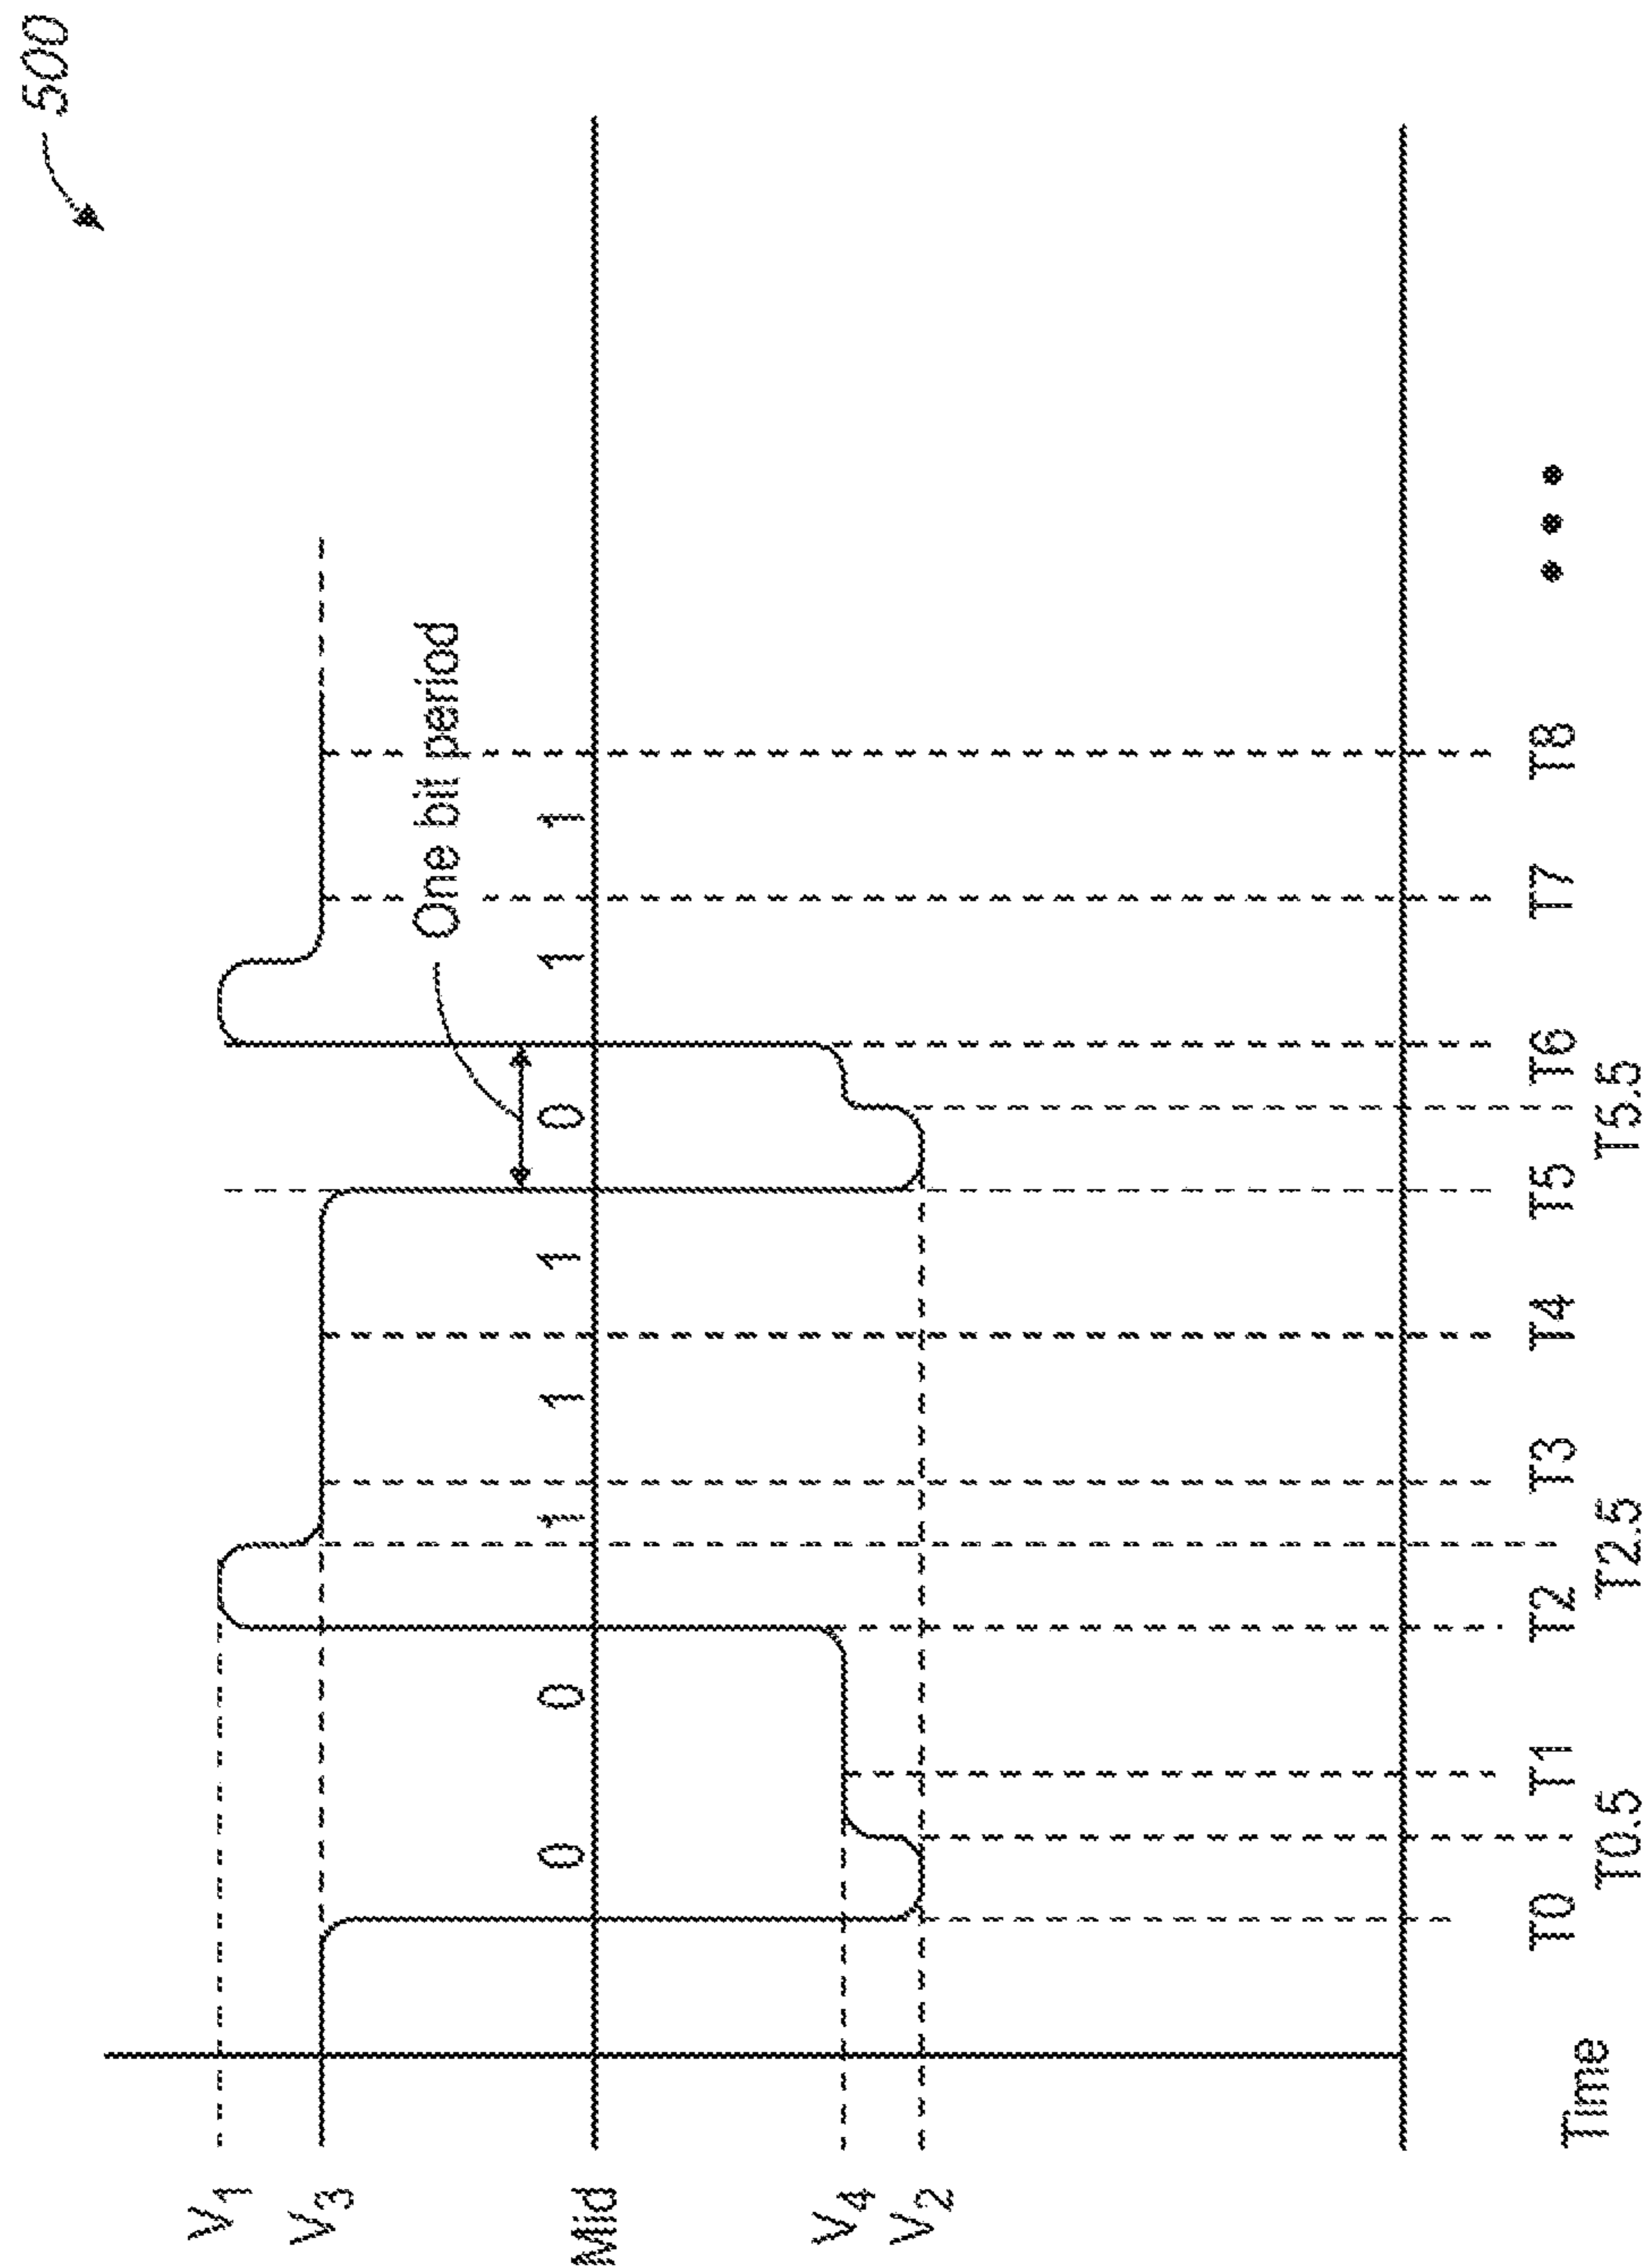 500
V1
V3
Mid
V4
V2
One bit period
0 0 1 1 1 0 1 1
Time T0 T1 T2 T3 T4 T5 T6 T7 T8
T0.5 T2.5 T5.5